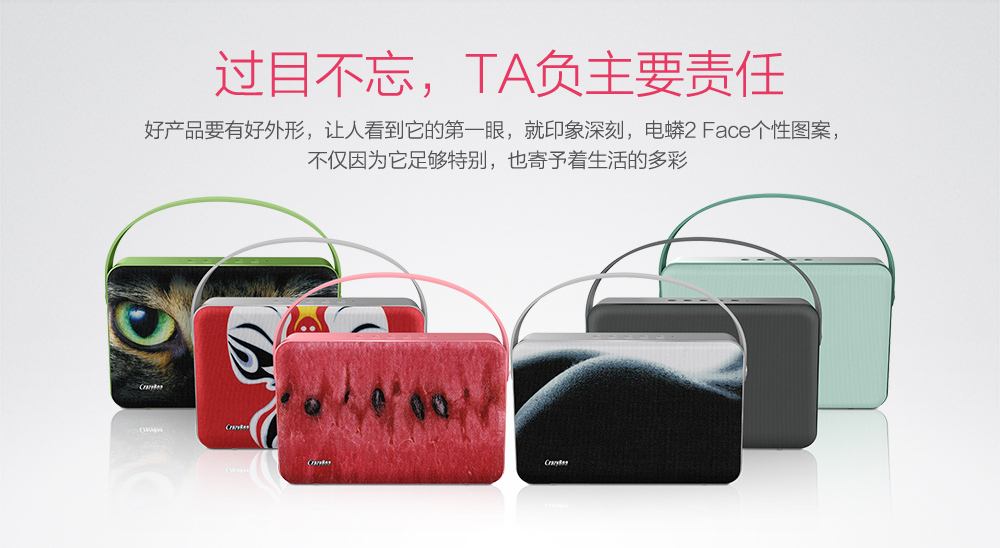 过目不忘，TA负主要责任
好产品要有好外形，让人看到它的第一眼，就印象深刻，电蟒2 Face个性图案，
不仅因为它足够特别，也寄予着生活的多彩
CrazyBoa
CrazyBoa
CrazyBoa
CrazyBoa